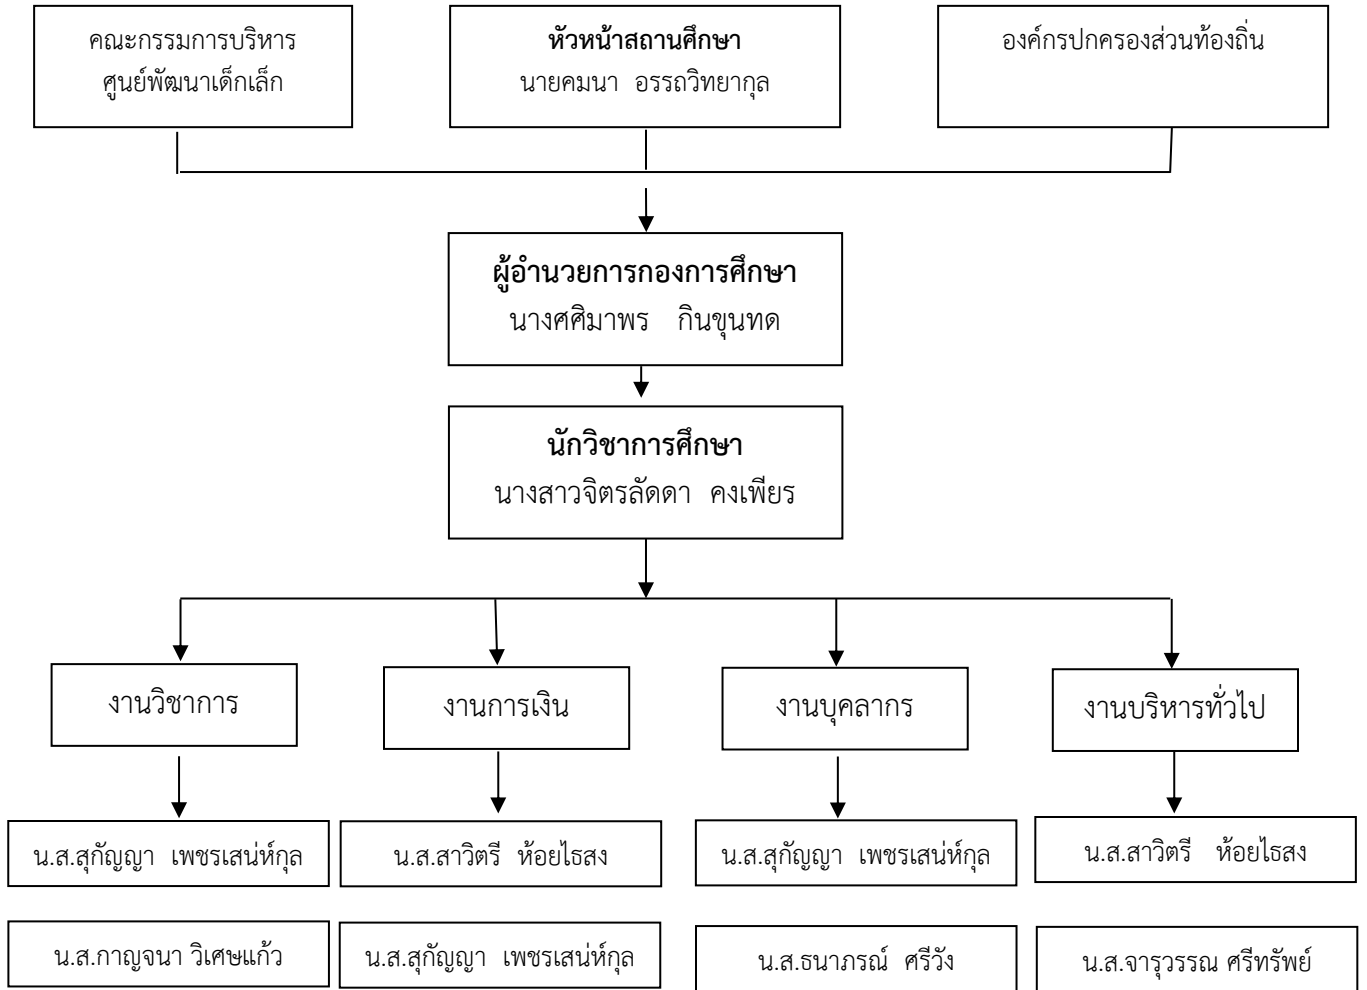 คณะกรรมการบริหาร
ศูนย์พัฒนาเด็กเล็ก
หัวหน้าสถานศึกษา
นายคมนา อรรถวิทยากุล
องค์กรปกครองส่วนท้องถิ่น
ผู้อำนวยการกองการศึกษา
นางศศิมาพร กินขุนทด
นักวิชาการศึกษา
นางสาวจิตรลัดดา คงเพียร
งานวิชาการ
งานการเงิน
งานบุคลากร
งานบริหารทั่วไป
น.ส.สุกัญญา เพชรเสน่ห์กุล
น.ส.สาวิตรี ห้อยไธสง
น.ส.สุกัญญา เพชรเสน่ห์กุล
น.ส.สาวิตรี ห้อยไธสง
น.ส.กาญจนา วิเศษแก้ว
น.ส.สุกัญญา เพชรเสน่ห์กุล
น.ส.ธนาภรณ์ ศรีวัง
น.ส.จารุวรรณ ศรีทรัพย์